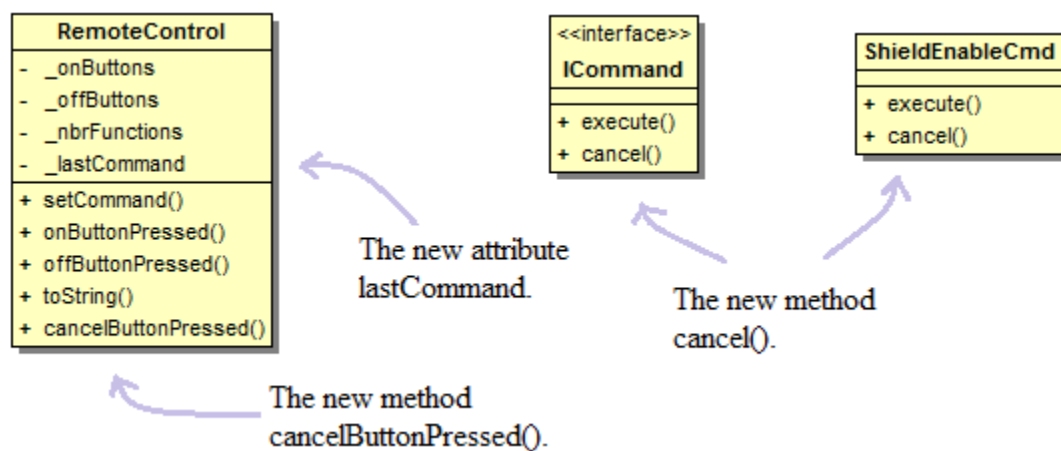 RemoteControl
- _onButtons
- _offButtons
- _nbrFunctions
- _lastCommand
+ setCommand()
+ onButtonPressed()
+ offButtonPressed()
+ toString()
+ cancelButtonPressed()
<<interface>>
ICommand
+ execute()
+ cancel()
ShieldEnableCmd
+ execute()
+ cancel()
The new attribute
lastCommand.
The new method
cancel().
The new method
cancelButtonPressed().